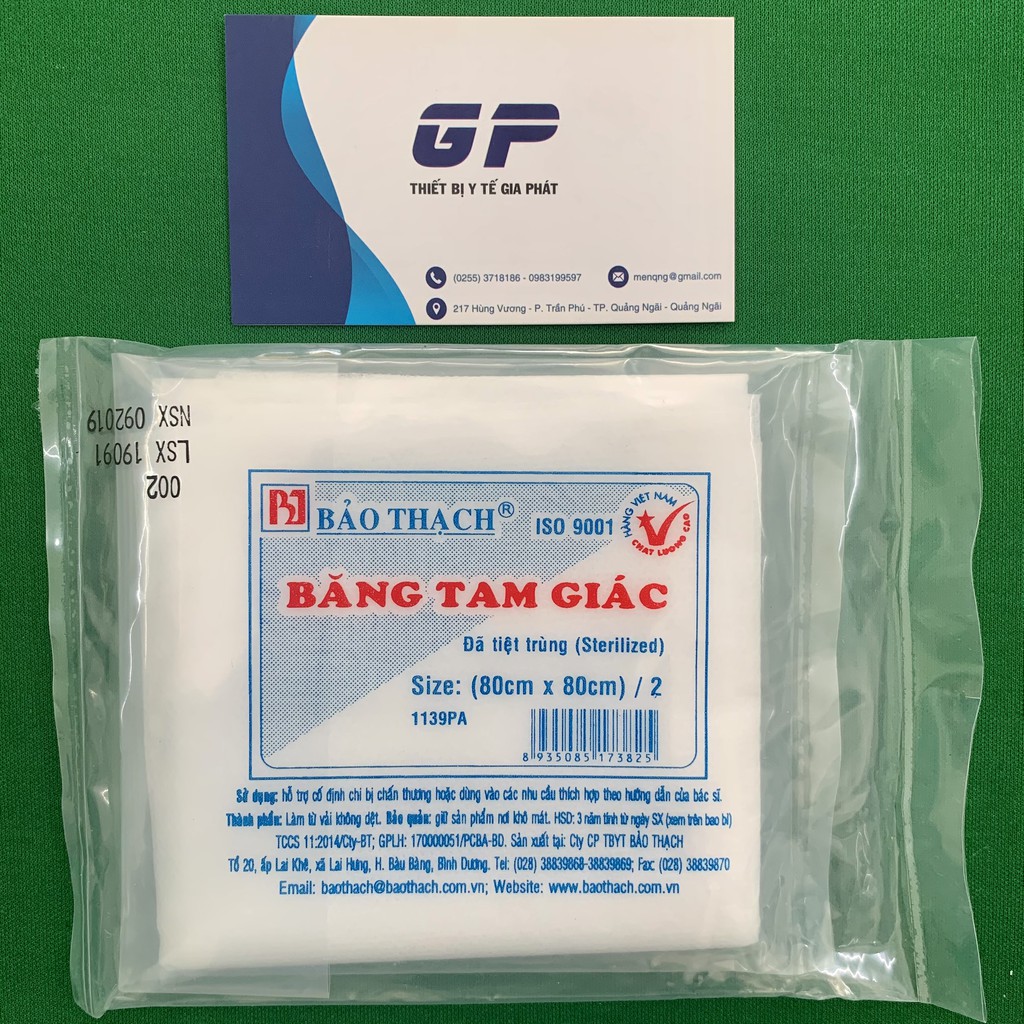 GP
THIẾT BỊ Y TẾ GIA PHÁT
(0255) 3718186 - 0983199597
menqng@gmail.com
217 Hùng Vương - P. Trần Phú - TP. Quảng Ngãi - Quảng Ngãi
NSX 092019
LSX 19091
002
BẢO THẠCH®
ISO 9001
HÀNG VIỆT NAM
CHẤT LƯỢNG CAO
BĂNG TAM GIÁC
Đã tiệt trùng (Sterilized)
Size: (80cm x 80cm) / 2
1139PA
8 935085 173825
Sử dụng: hỗ trợ cố định chi bị chấn thương hoặc dùng vào các nhu cầu thích hợp theo hướng dẫn của bác sĩ.
Thành phần: Làm từ vải không dệt. Bảo quản: giữ sản phẩm nơi khô mát. HSD: 3 năm tính từ ngày SX (xem trên bao bì)
TCCS 11:2014/Cty-BT; GPLH: 170000051/PCBA-BD. Sản xuất tại: Cty CP TBYT BẢO THẠCH
Tổ 20, ấp Lai Khê, xã Lai Hưng, H. Bàu Bàng, Bình Dương. Tel: (028) 38839868-38839869; Fax: (028) 38839870
Email: baothach@baothach.com.vn; Website: www.baothach.com.vn